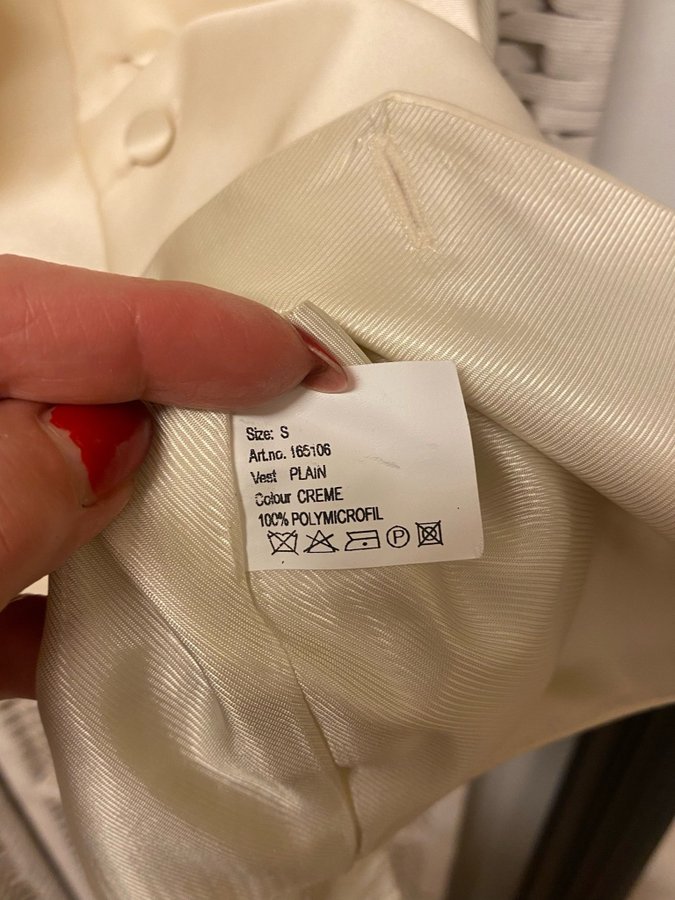 Size: S
Art.no. 165106
Vest PLAIN
Colour CREME
100% POLYMICROFIL
P